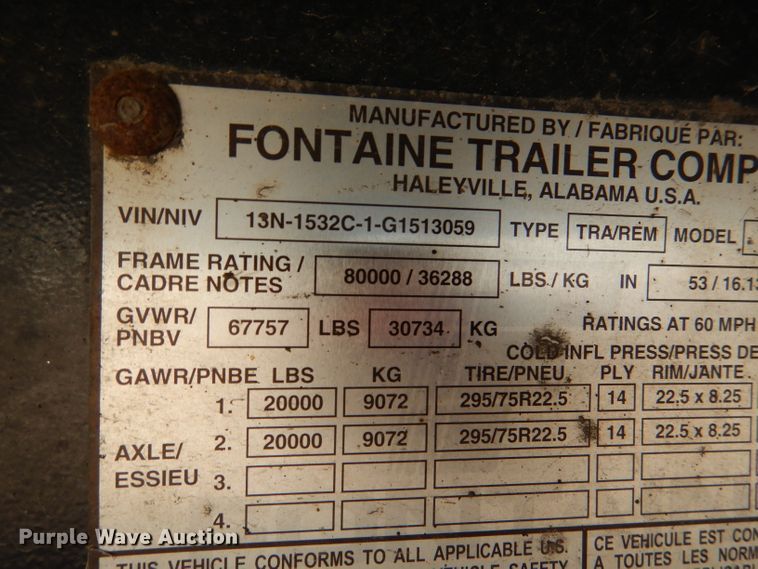 MANUFACTURED BY / FABRIQUÉ PAR:
FONTAINE TRAILER COMP
HALEYVILLE, ALABAMA U.S.A.
VIN/NIV 13N-1532C-1-G1513059 TYPE TRA/REM MODEL
FRAME RATING / CADRE NOTES 80000 / 36288 LBS./ KG IN 53 / 16.13
GVWR/ PNBV 67757 LBS 30734 KG RATINGS AT 60 MPH
COLD INFL PRESS/PRESS DE
GAWR/PNBE LBS KG TIRE/PNEU. PLY RIM/JANTE
1. 20000 9072 295/75R22.5 14 22.5 x 8.25
AXLE/ ESSIEU
2. 20000 9072 295/75R22.5 14 22.5 x 8.25
3.
4.
THIS VEHICLE CONFORMS TO ALL APPLICABLE U.S.
VEHICLE SAFETY
CE VEHICULE EST CON
A TOUTES LES NORM
Purple Wave Auction